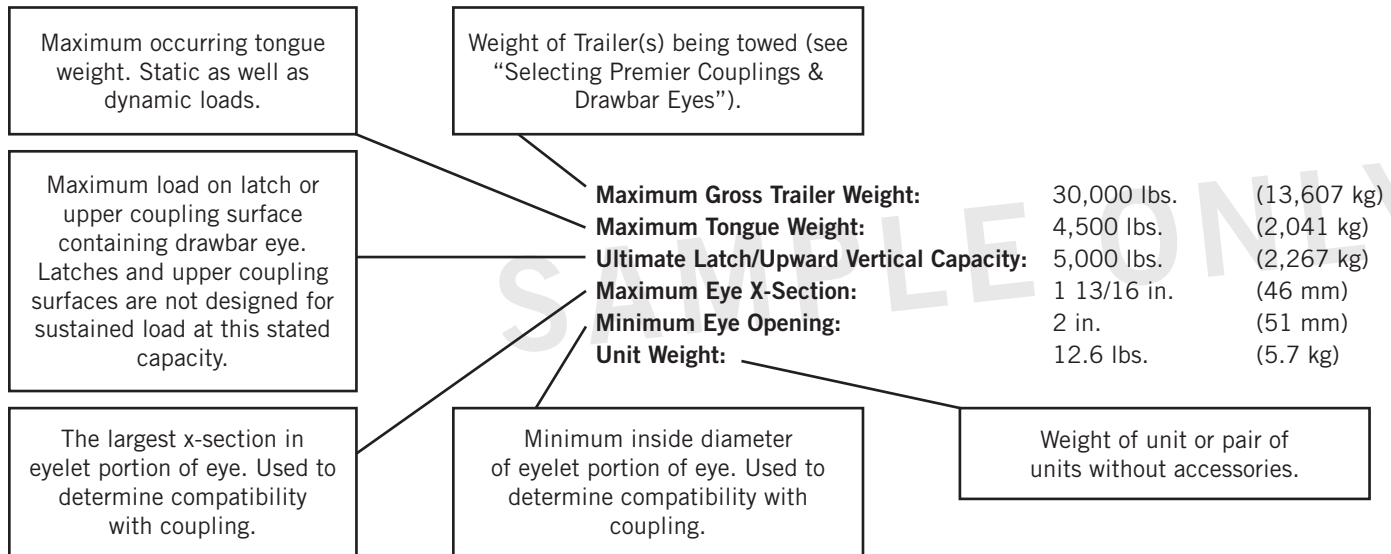 Maximum occurring tongue
weight. Static as well as
dynamic loads.
Weight of Trailer(s) being towed (see
“Selecting Premier Couplings &
Drawbar Eyes”).
Maximum load on latch or
upper coupling surface
containing drawbar eye.
Latches and upper coupling
surfaces are not designed for
sustained load at this stated
capacity.
Maximum Gross Trailer Weight: 30,000 lbs. (13,607 kg)
Maximum Tongue Weight: 4,500 lbs. (2,041 kg)
Ultimate Latch/Upward Vertical Capacity: 5,000 lbs. (2,267 kg)
Maximum Eye X-Section: 1 13/16 in. (46 mm)
Minimum Eye Opening: 2 in. (51 mm)
Unit Weight: 12.6 lbs. (5.7 kg)
SAMPLE ONLY
The largest x-section in
eyelet portion of eye. Used to
determine compatibility
with coupling.
Minimum inside diameter
of eyelet portion of eye. Used to
determine compatibility with
coupling.
Weight of unit or pair of
units without accessories.